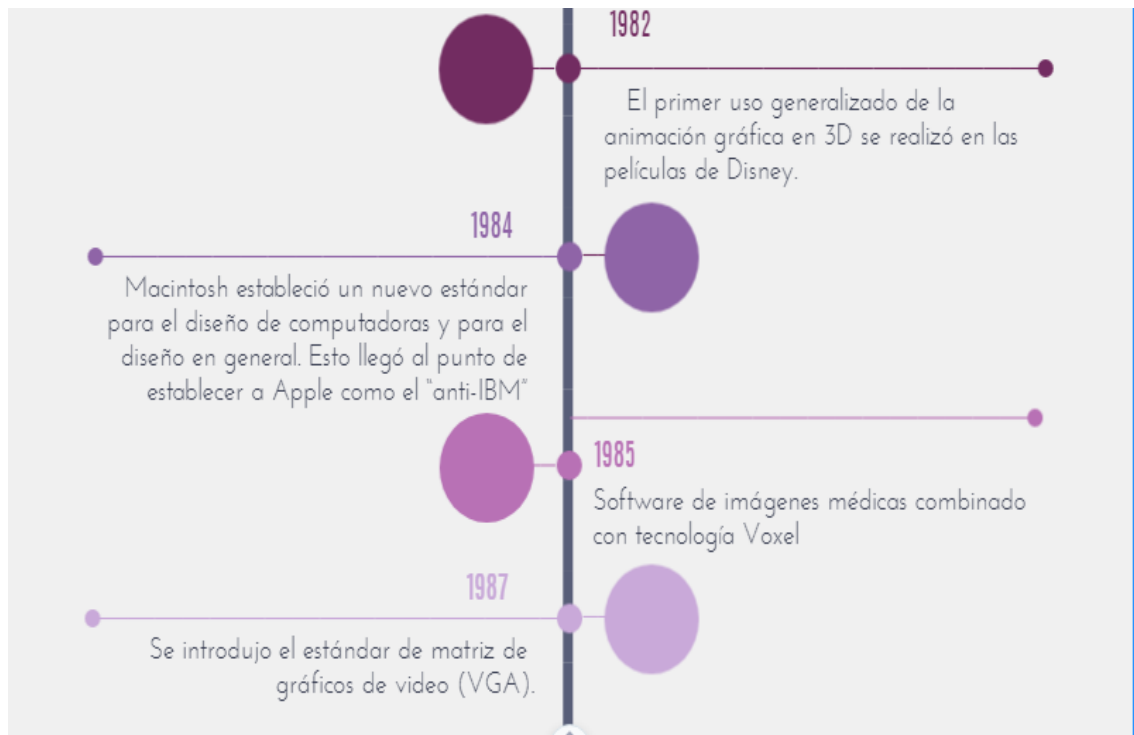 1982
El primer uso generalizado de la
animación gráfica en 3D se realizó en las
películas de Disney.
1984
Macintosh estableció un nuevo estándar
para el diseño de computadoras y para el
diseño en general. Esto llegó al punto de
establecer a Apple como el "anti-IBM"
1985
Software de imágenes médicas combinado
con tecnología Voxel
1987
Se introdujo el estándar de matriz de
gráficos de video (VGA).